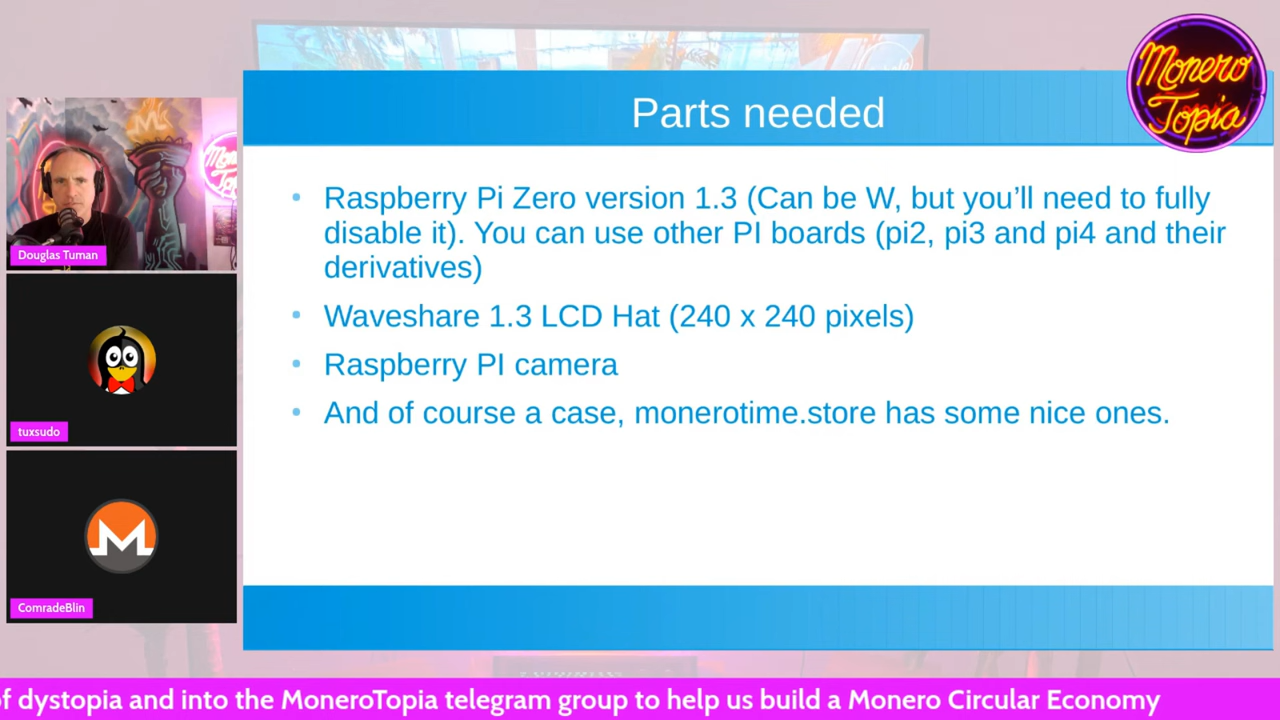 Parts needed
Monero
Topia
Raspberry Pi Zero version 1.3 (Can be W, but you’ll need to fully
disable it). You can use other PI boards (pi2, pi3 and pi4 and their
derivatives)
Waveshare 1.3 LCD Hat (240 x 240 pixels)
Raspberry PI camera
And of course a case, monerotime.store has some nice ones.
Douglas Tuman
tuxsudo
ComradeBlin
of dystopia and into the MoneroTopia telegram group to help us build a Monero Circular Economy